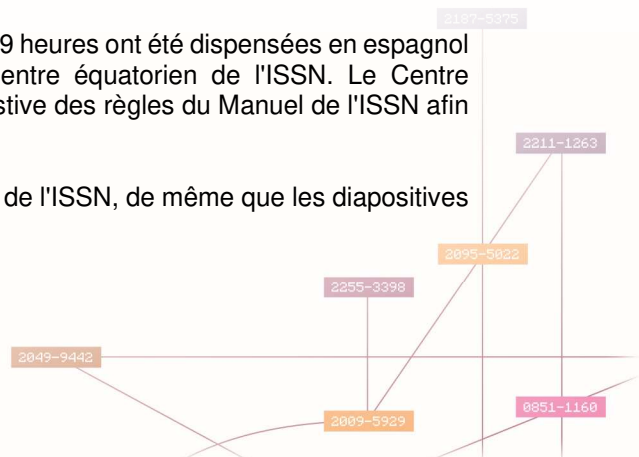 2187-5375
9 heures ont été dispensées en espagnol
entre équatorien de l'ISSN. Le Centre
stive des règles du Manuel de l'ISSN afin
2211-1263
de l'ISSN, de même que les diapositives
2095-5022
2255-3398
2049-9442
0851-1160
2009-5929